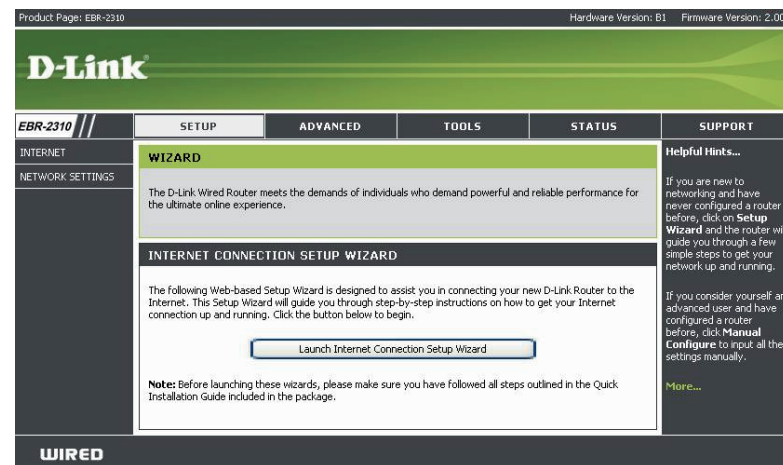 Product Page: EBR-2310 Hardware Version: B1 Firmware Version: 2.00
D-Link
EBR-2310 // SETUP ADVANCED TOOLS STATUS SUPPORT
INTERNET
NETWORK SETTINGS
WIZARD
The D-Link Wired Router meets the demands of individuals who demand powerful and reliable performance for
the ultimate online experience.
INTERNET CONNECTION SETUP WIZARD
The following Web-based Setup Wizard is designed to assist you in connecting your new D-Link Router to the
Internet. This Setup Wizard will guide you through step-by-step instructions on how to get your Internet
connection up and running. Click the button below to begin.
Launch Internet Connection Setup Wizard
Note: Before launching these wizards, please make sure you have followed all steps outlined in the Quick
Installation Guide included in the package.
Helpful Hints...
If you are new to
networking and have
never configured a router
before, click on Setup
Wizard and the router wi
guide you through a few
simple steps to get your
network up and running.
If you consider yourself an
advanced user and have
configured a router
before, click Manual
Configure to input all the
settings manually.
More...
WIRED